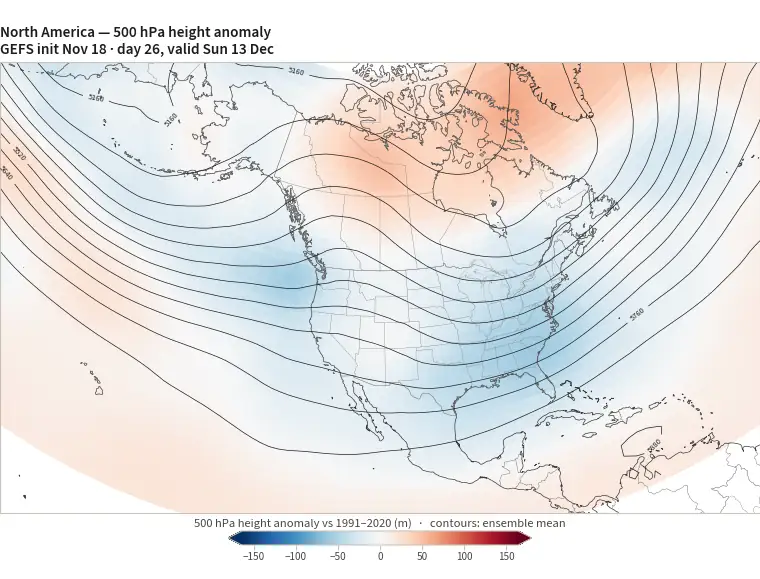 North America — 500 hPa height anomaly
GEFS init Nov 18 · day 26, valid Sun 13 Dec
5160
5160
5160
5760
500 hPa height anomaly vs 1991–2020 (m) · contours: ensemble mean
−150 −100 −50 0 50 100 150